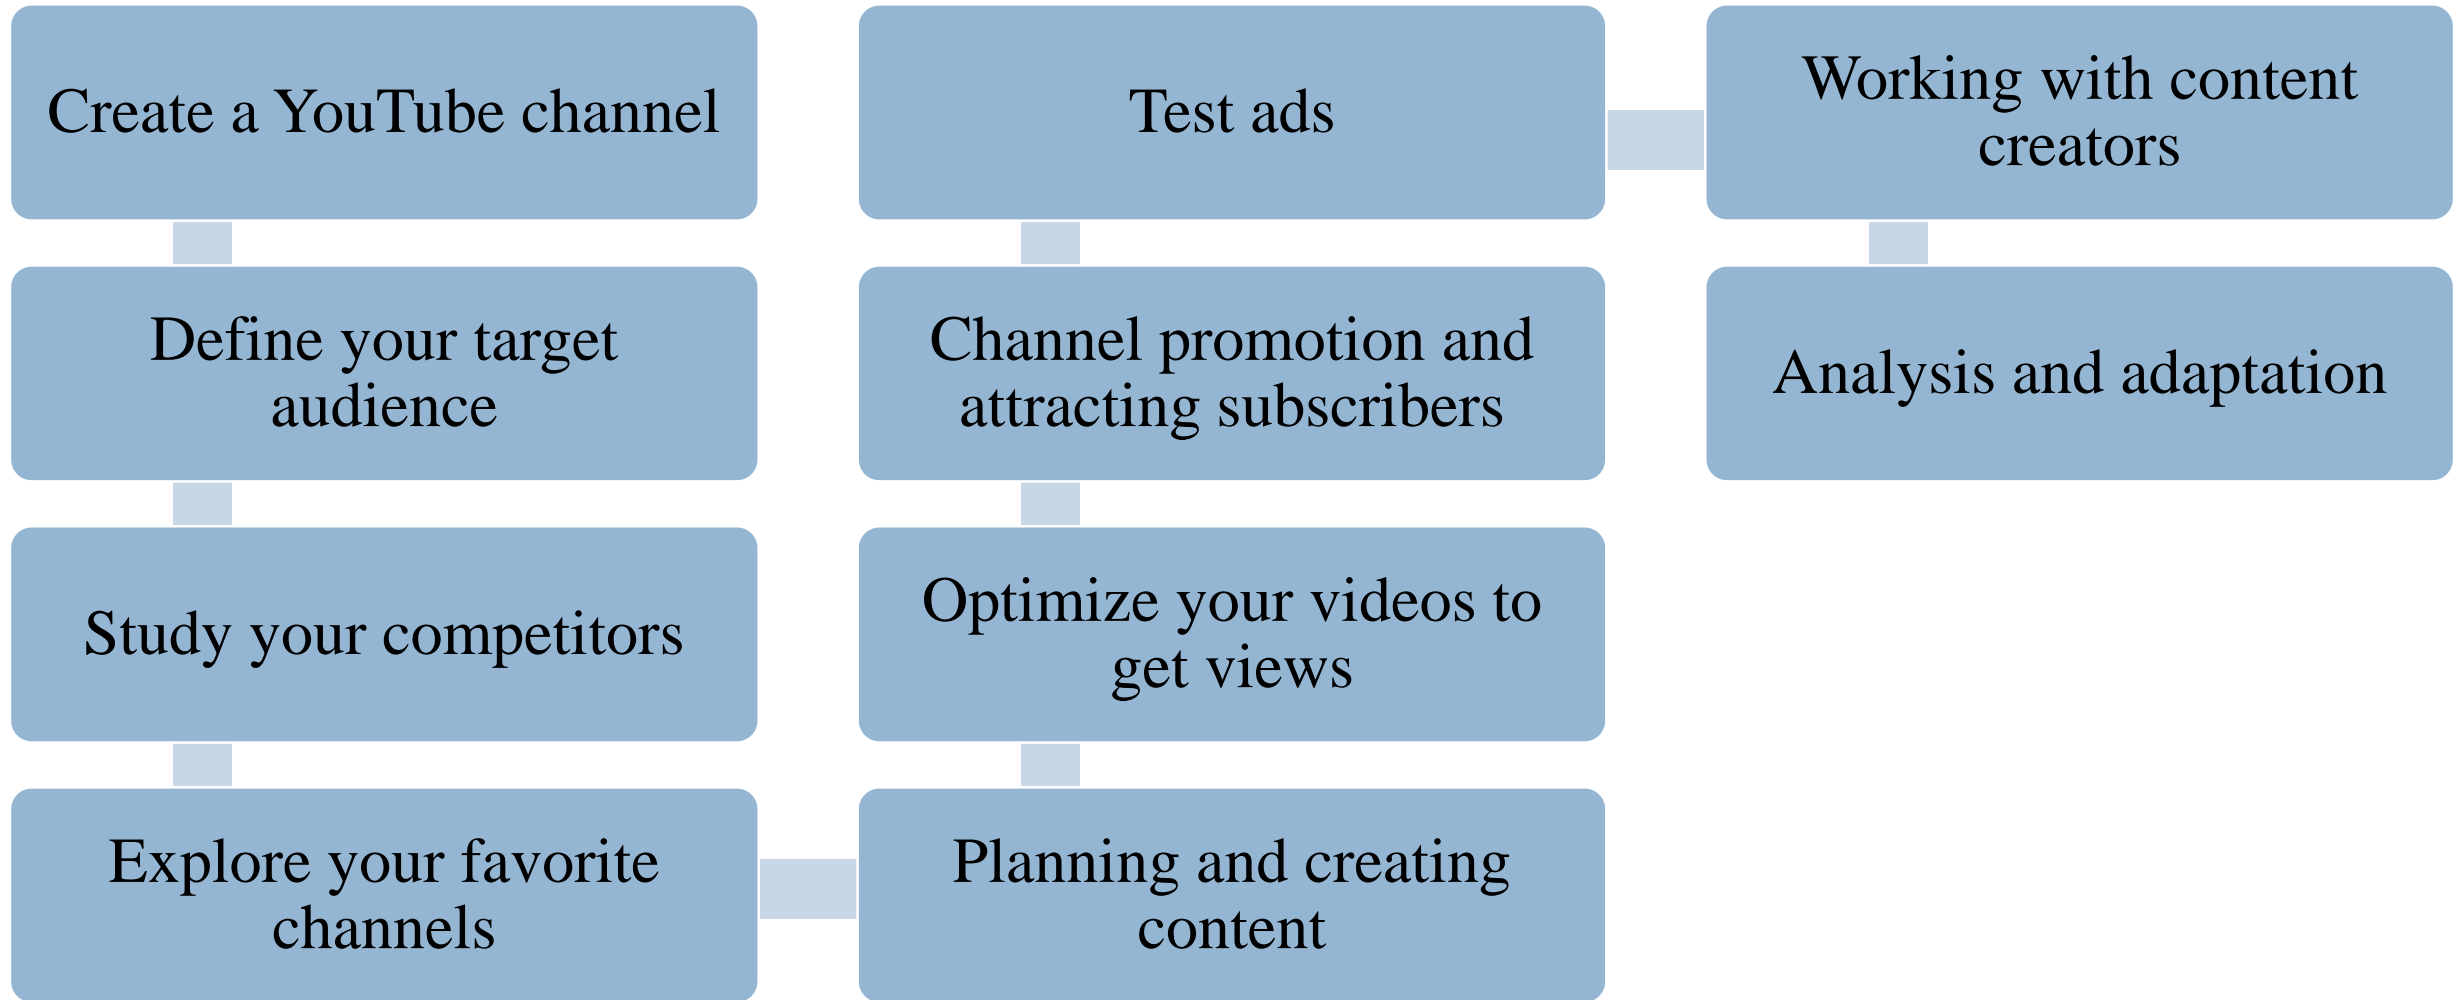 Create a YouTube channel
Define your target
audience
Study your competitors
Explore your favorite
channels
Planning and creating
content
Optimize your videos to
get views
Channel promotion and
attracting subscribers
Test ads
Working with content
creators
Analysis and adaptation